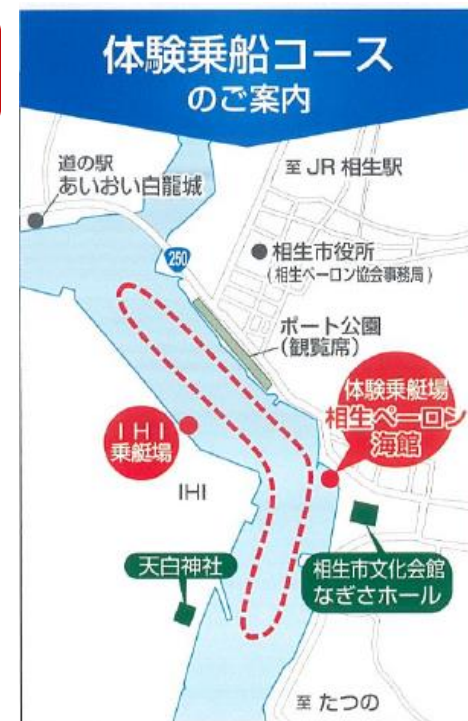 体験乗船コース
のご案内
道の駅
あいおい白龍城
至 JR 相生駅
250
相生市役所
(相生ペーロン協会事務局)
ポート公園
(観覧席)
体験乗艇場
相生ペーロン
海館
IHI
乗艇場
IHI
天白神社
相生市文化会館
なぎさホール
至 たつの